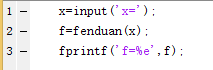 1 – x=input('x=');
2 – f=fenduan(x);
3 – fprintf('f=%e',f);